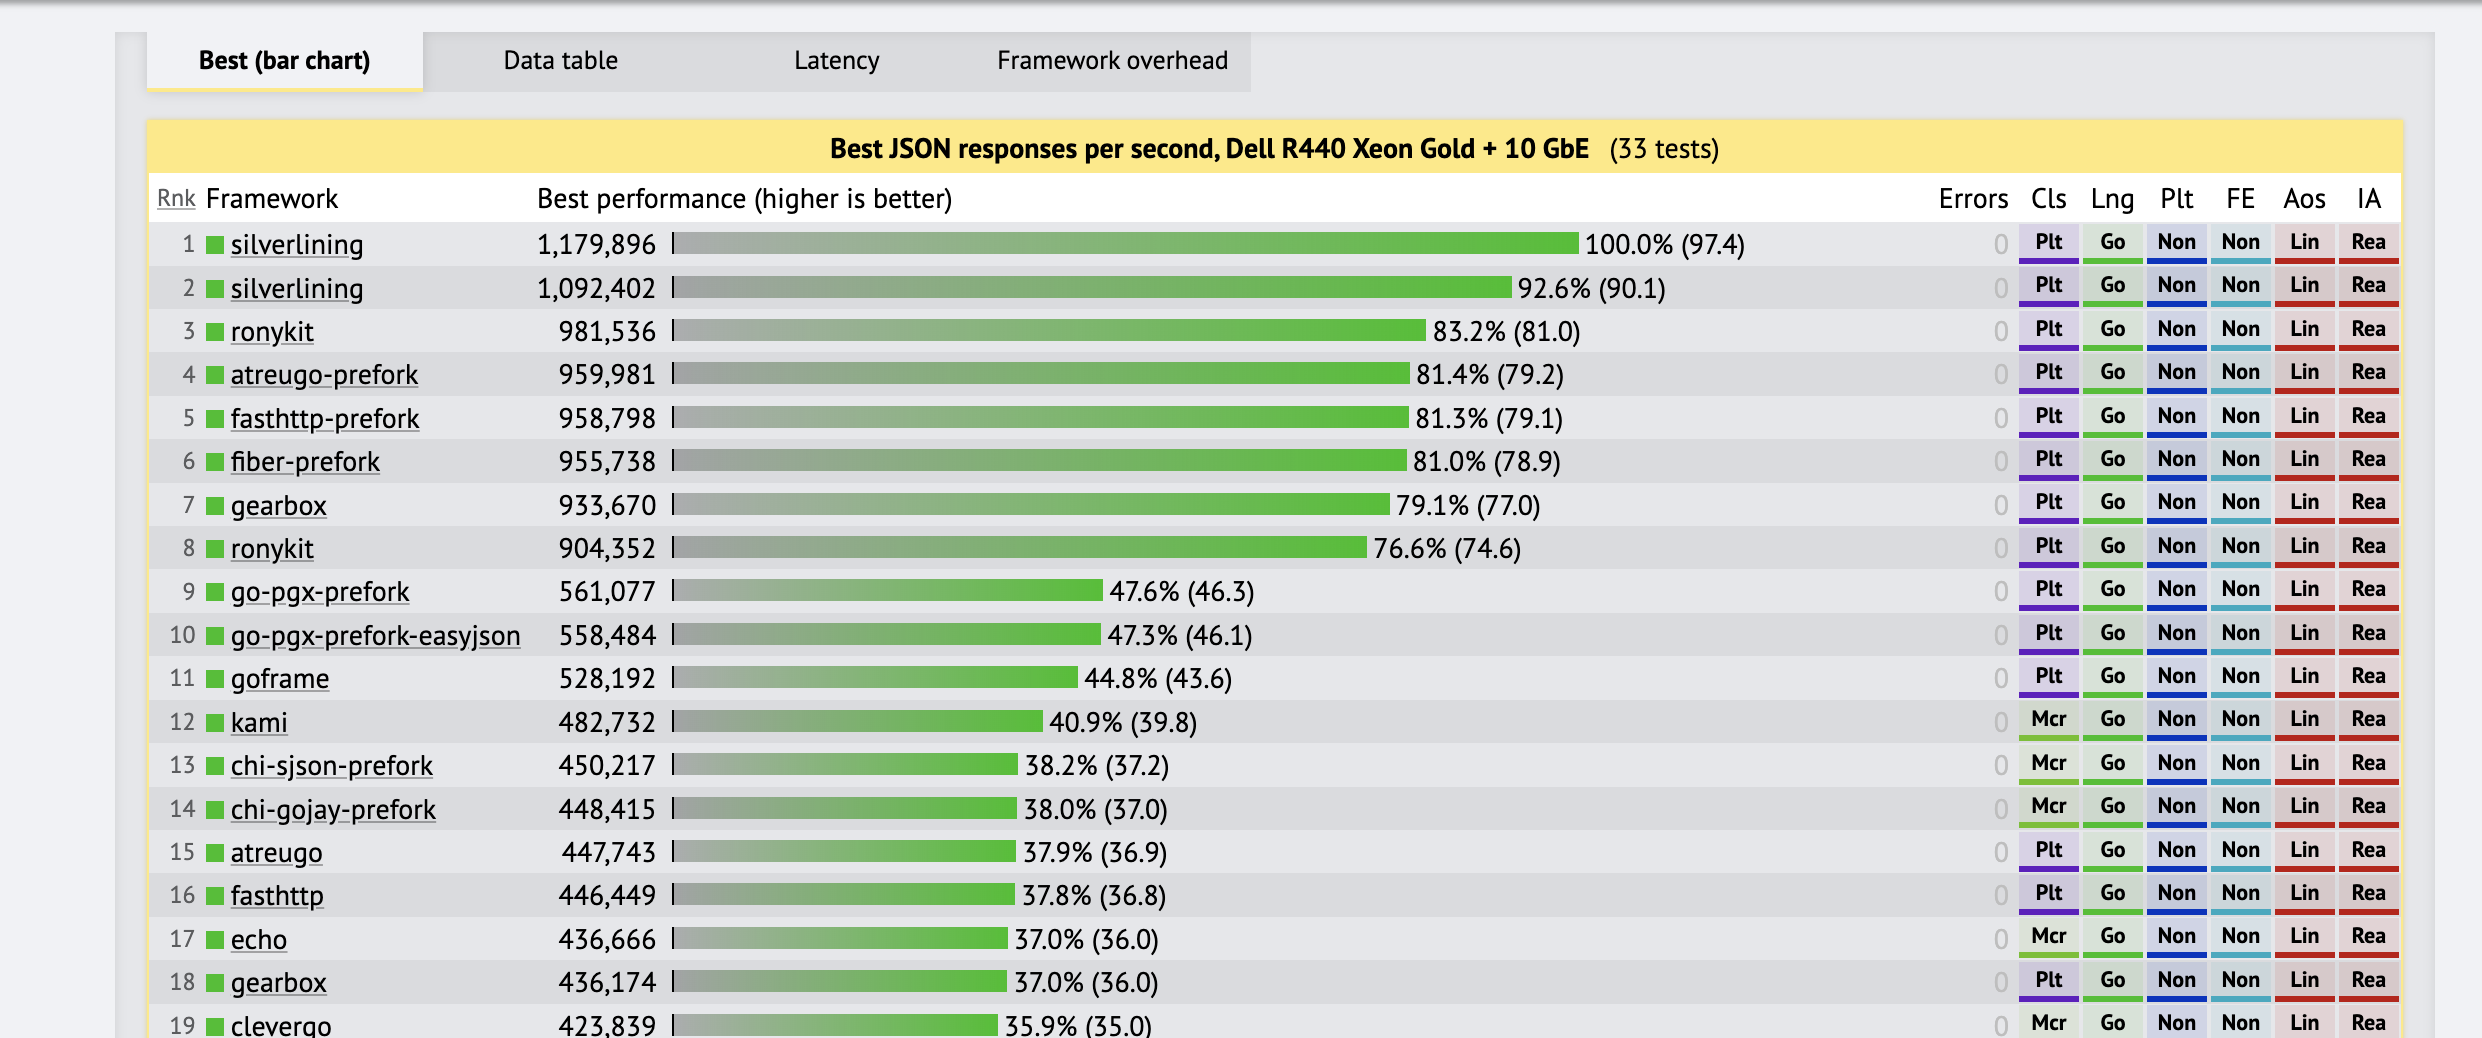 Best (bar chart) Data table Latency Framework overhead
Best JSON responses per second, Dell R440 Xeon Gold + 10 GbE (33 tests)
Rnk Framework Best performance (higher is better) Errors Cls Lng Plt FE Aos IA
1 silverlining 1,179,896 100.0% (97.4) 0 Plt Go Non Non Lin Rea
2 silverlining 1,092,402 92.6% (90.1) 0 Plt Go Non Non Lin Rea
3 ronykit 981,536 83.2% (81.0) 0 Plt Go Non Non Lin Rea
4 atreugo-prefork 959,981 81.4% (79.2) 0 Plt Go Non Non Lin Rea
5 fasthttp-prefork 958,798 81.3% (79.1) 0 Plt Go Non Non Lin Rea
6 fiber-prefork 955,738 81.0% (78.9) 0 Plt Go Non Non Lin Rea
7 gearbox 933,670 79.1% (77.0) 0 Plt Go Non Non Lin Rea
8 ronykit 904,352 76.6% (74.6) 0 Plt Go Non Non Lin Rea
9 go-pgx-prefork 561,077 47.6% (46.3) 0 Plt Go Non Non Lin Rea
10 go-pgx-prefork-easyjson 558,484 47.3% (46.1) 0 Plt Go Non Non Lin Rea
11 goframe 528,192 44.8% (43.6) 0 Plt Go Non Non Lin Rea
12 kami 482,732 40.9% (39.8) 0 Mcr Go Non Non Lin Rea
13 chi-sjson-prefork 450,217 38.2% (37.2) 0 Mcr Go Non Non Lin Rea
14 chi-gojay-prefork 448,415 38.0% (37.0) 0 Mcr Go Non Non Lin Rea
15 atreugo 447,743 37.9% (36.9) 0 Plt Go Non Non Lin Rea
16 fasthttp 446,449 37.8% (36.8) 0 Plt Go Non Non Lin Rea
17 echo 436,666 37.0% (36.0) 0 Mcr Go Non Non Lin Rea
18 gearbox 436,174 37.0% (36.0) 0 Plt Go Non Non Lin Rea
19 clevergo 423,839 35.9% (35.0) 0 Mcr Go Non Non Lin Rea